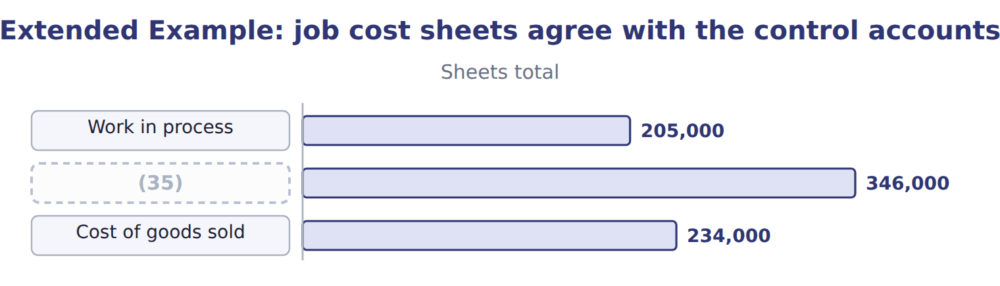 Extended Example: job cost sheets agree with the control accounts
Sheets total
Work in process 205,000
(35) 346,000
Cost of goods sold 234,000